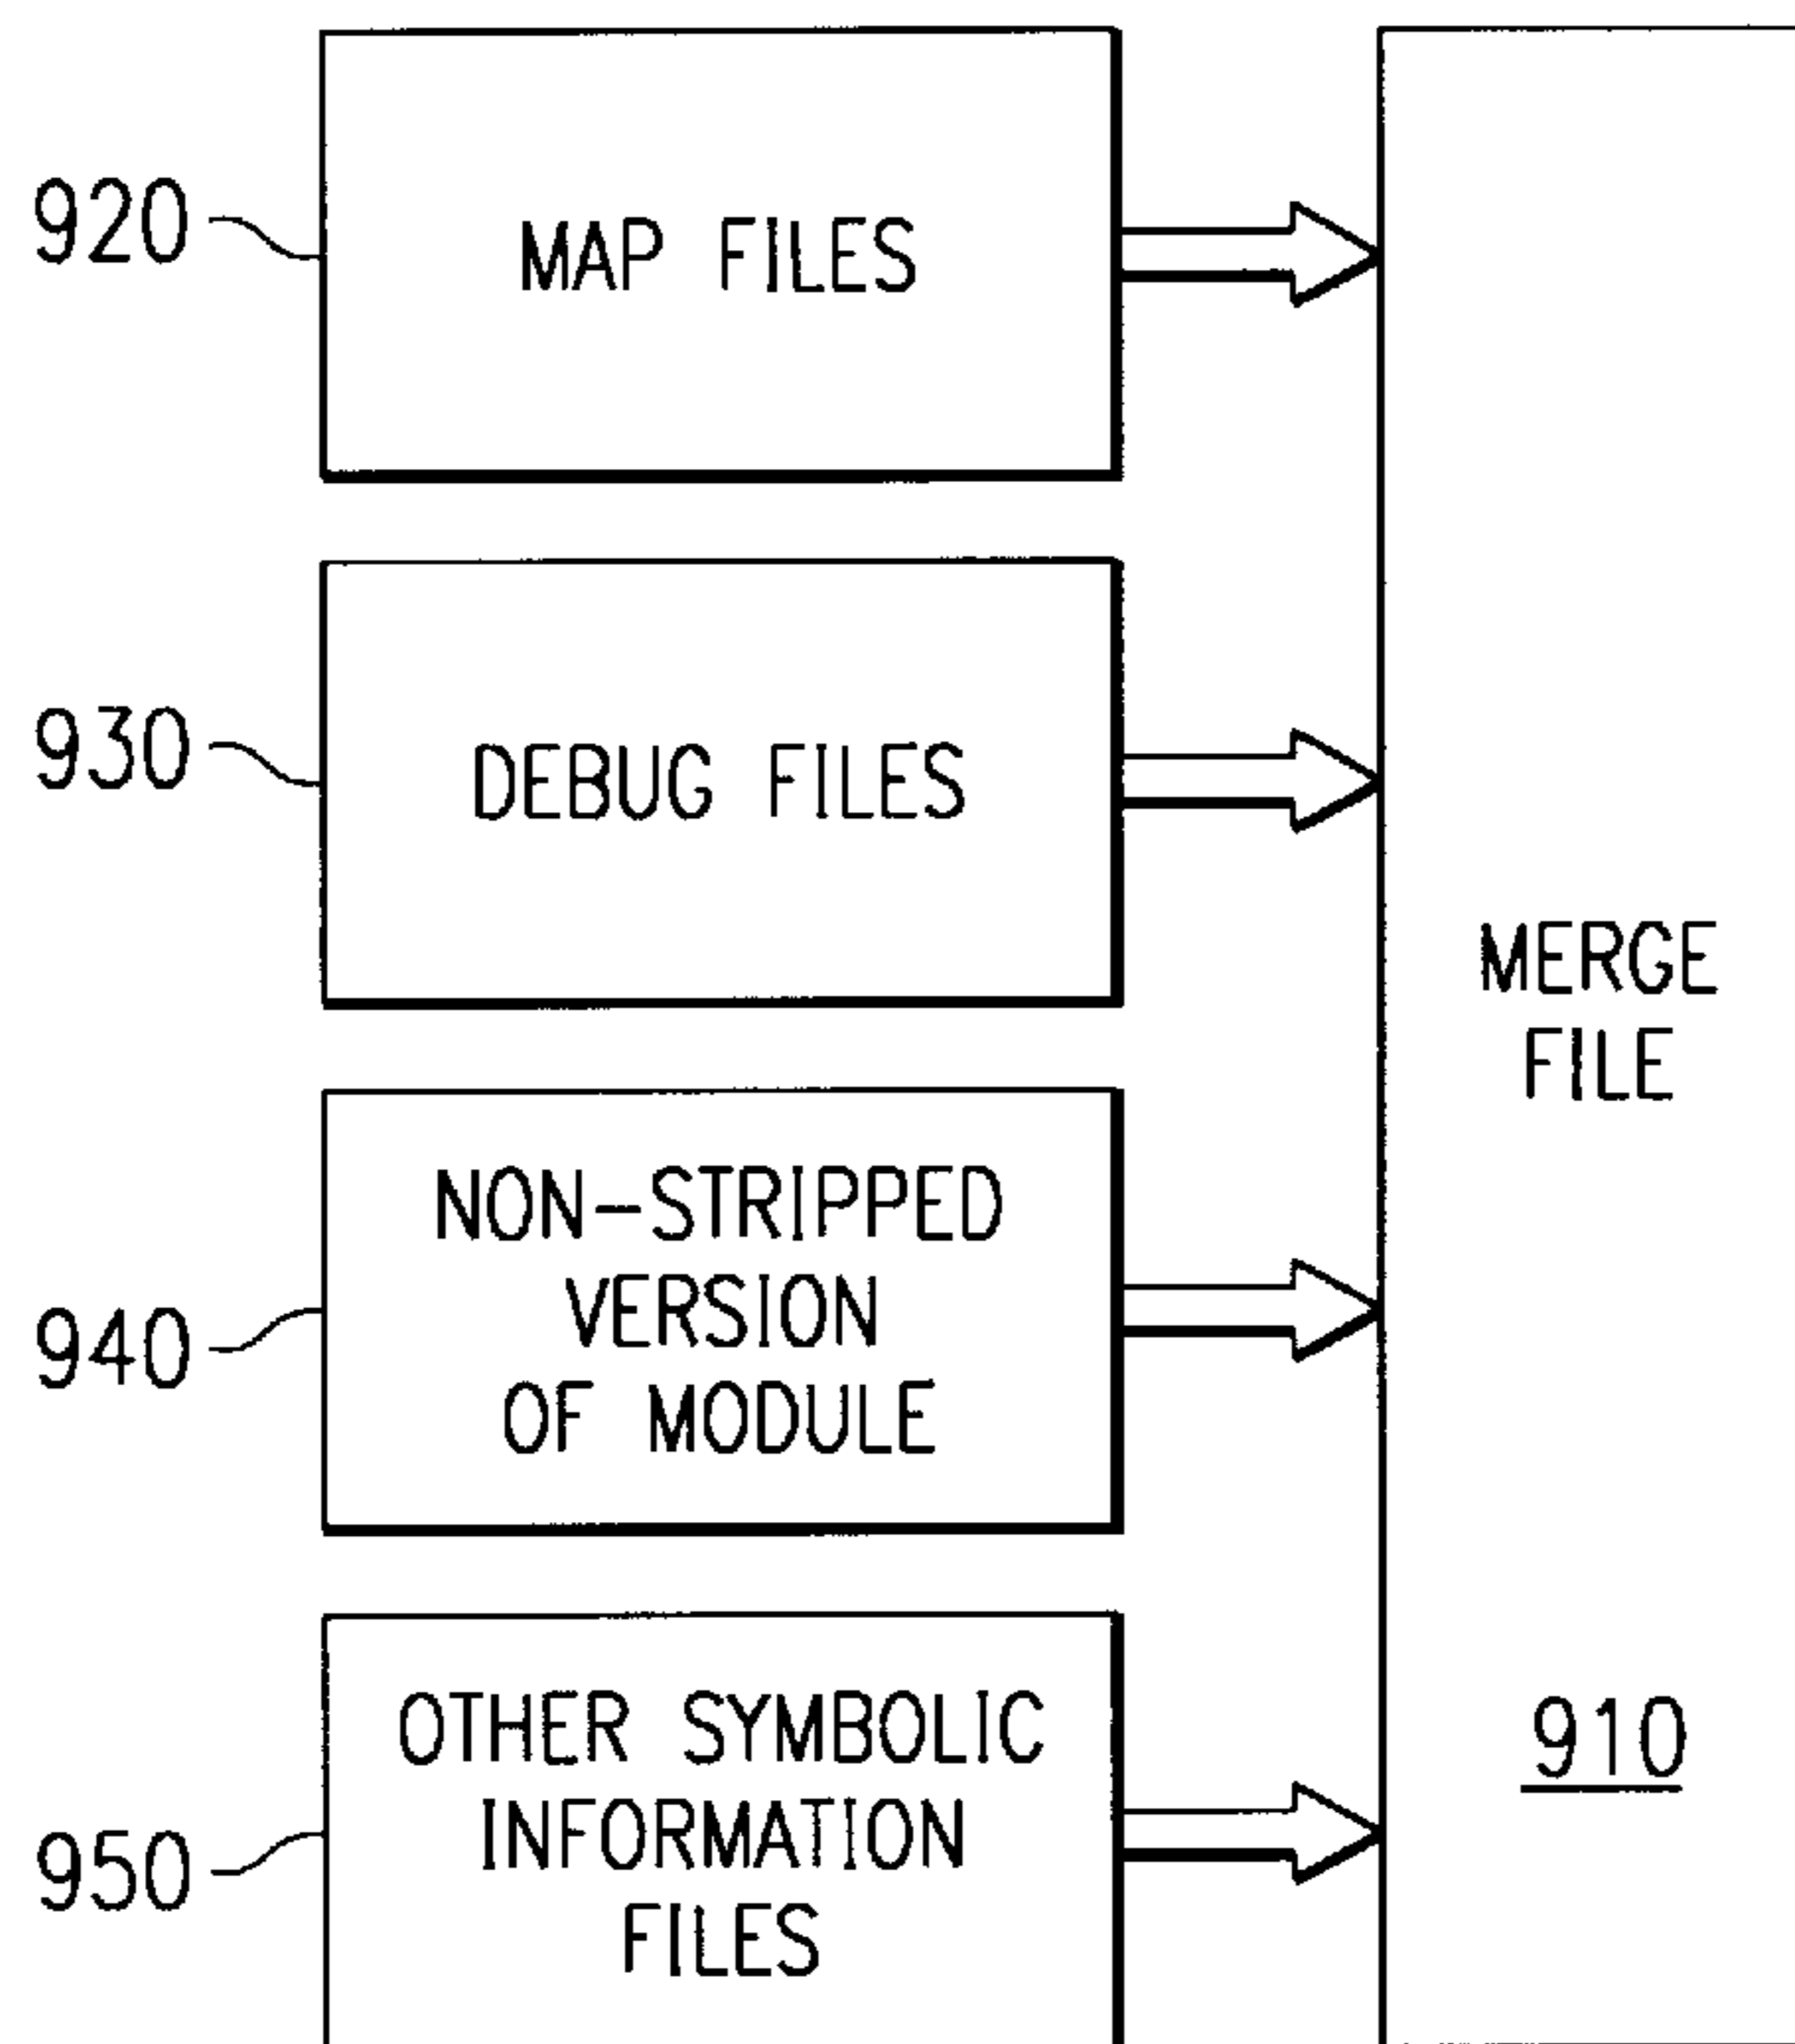 920
MAP FILES
930
DEBUG FILES
MERGE
FILE
NON-STRIPPED
VERSION
OF MODULE
940
OTHER SYMBOLIC
INFORMATION
FILES
950
910